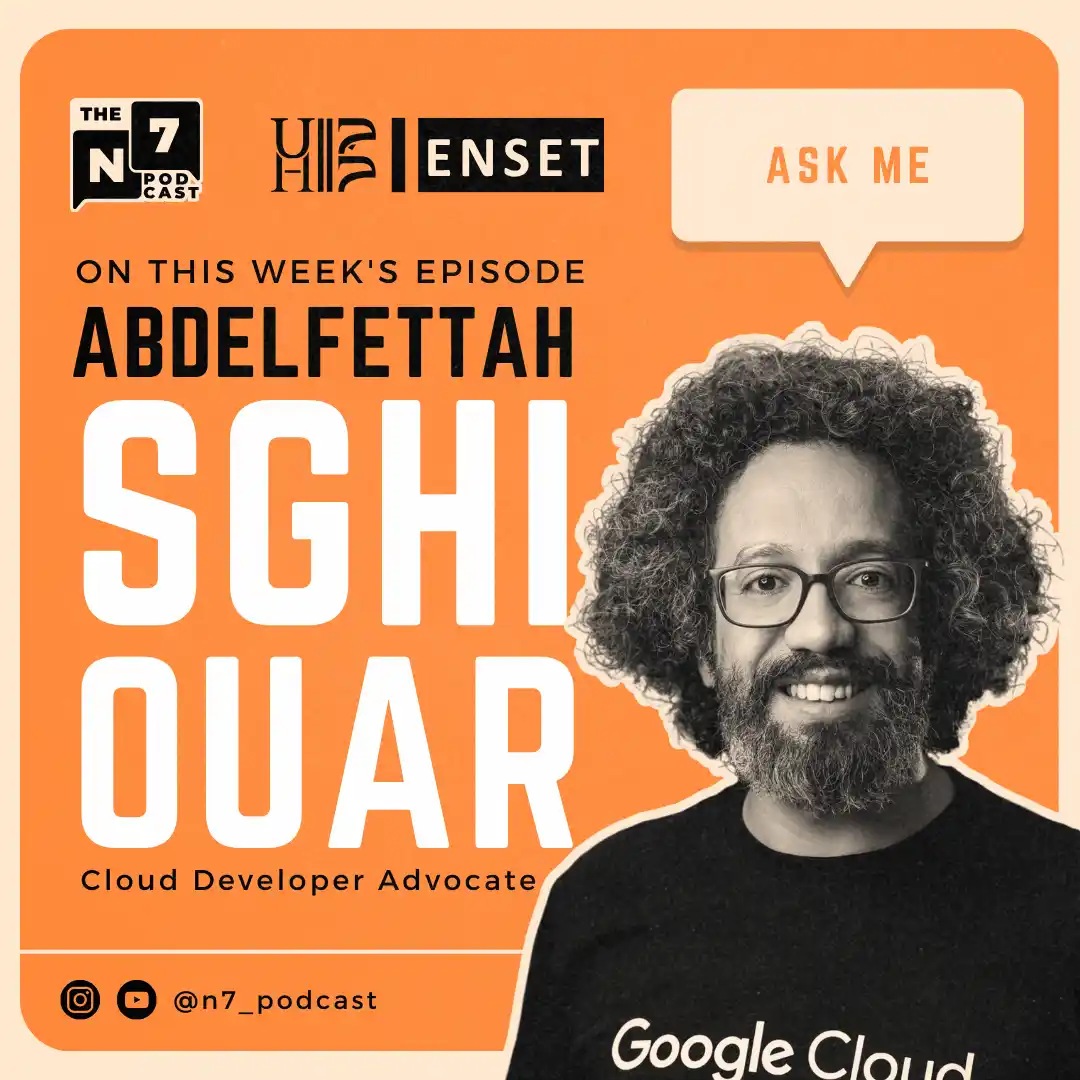 THE
N 7
POD
CAST
UH2C | ENSET
ASK ME
ON THIS WEEK'S EPISODE
ABDELFETTAH
SGHI
OUAR
Cloud Developer Advocate
@n7_podcast
Google Cloud